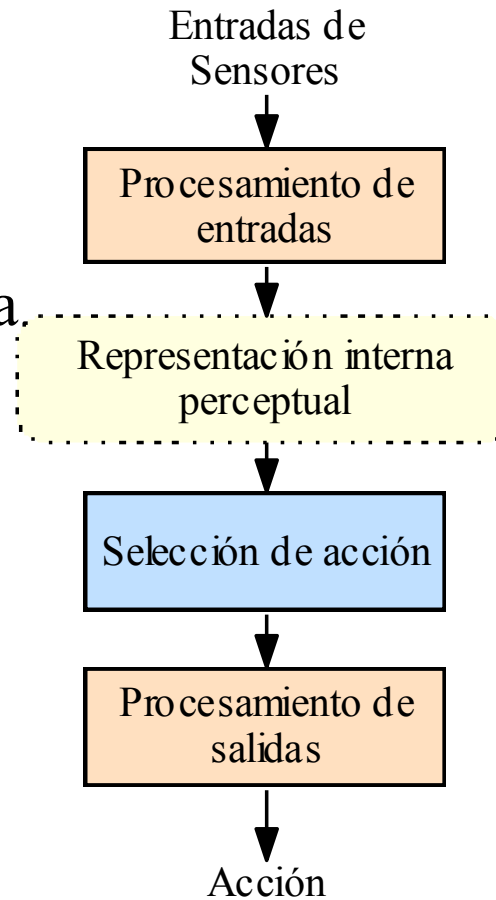 Entradas de
Sensores
Procesamiento de
entradas
a
Representación interna
perceptual
Selección de acción
Procesamiento de
salidas
Acción